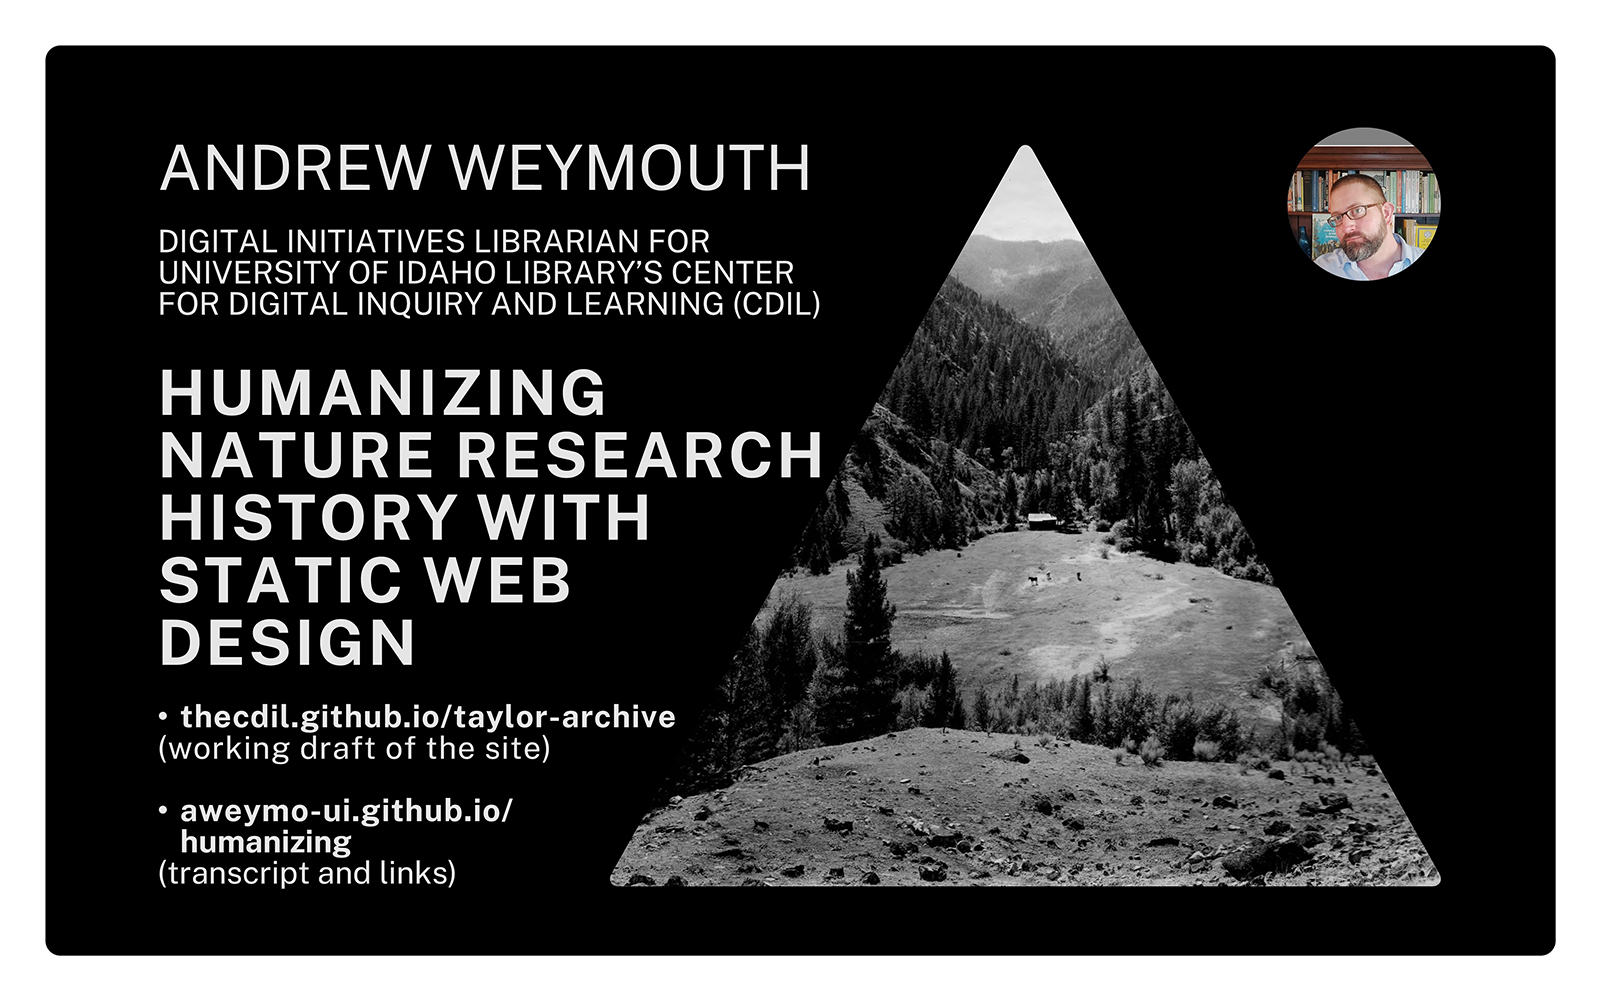 ANDREW WEYMOUTH
DIGITAL INITIATIVES LIBRARIAN FOR
UNIVERSITY OF IDAHO LIBRARY’S CENTER
FOR DIGITAL INQUIRY AND LEARNING (CDIL)
HUMANIZING
NATURE RESEARCH
HISTORY WITH
STATIC WEB
DESIGN
• thecdil.github.io/taylor-archive
(working draft of the site)
• aweymo-ui.github.io/
humanizing
(transcript and links)